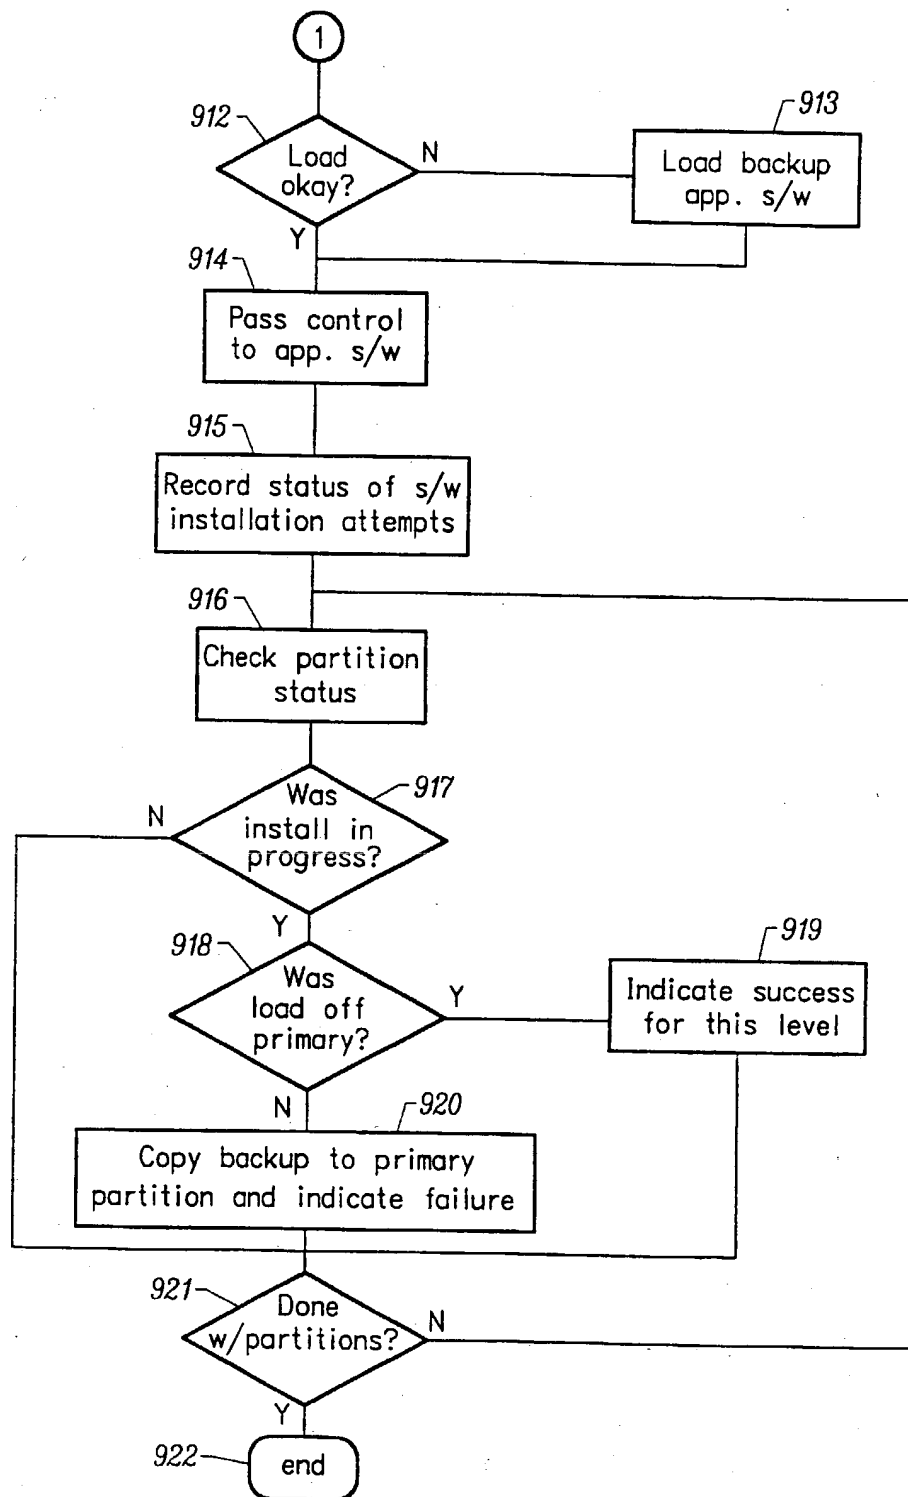 1
912
Load
okay?
N
Y
913
Load backup
app. s/w
914
Pass control
to app. s/w
915
Record status of s/w
installation attempts
916
Check partition
status
917
Was
install in
progress?
N
Y
918
Was
load off
primary?
Y
N
919
Indicate success
for this level
920
Copy backup to primary
partition and indicate failure
921
Done
w/partitions?
N
Y
922
end